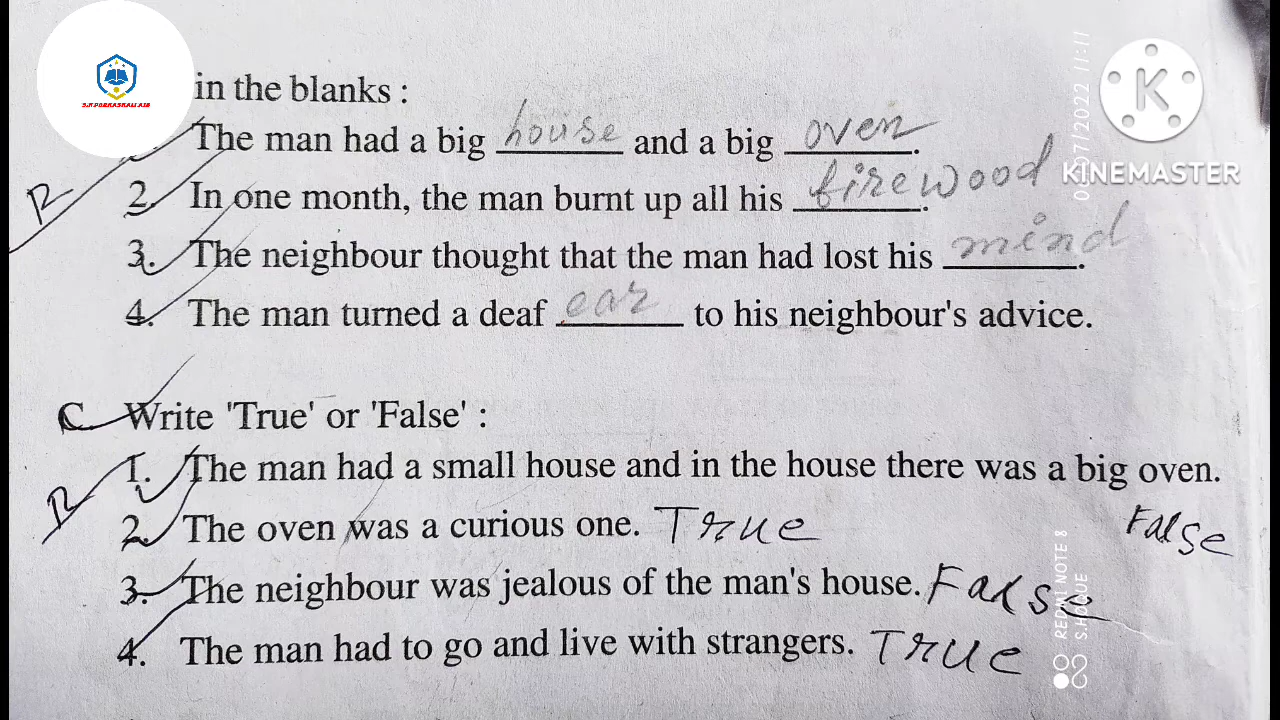 in the blanks :
The man had a big house and a big oven.
2. In one month, the man burnt up all his firewood.
3. The neighbour thought that the man had lost his mind.
4. The man turned a deaf ear to his neighbour's advice.
C Write 'True' or 'False' :
1. The man had a small house and in the house there was a big oven.
False
2. The oven was a curious one. True
3. The neighbour was jealous of the man's house. False
4. The man had to go and live with strangers. True
KINEMASTER
REDMI NOTE 8
S.HOQUE